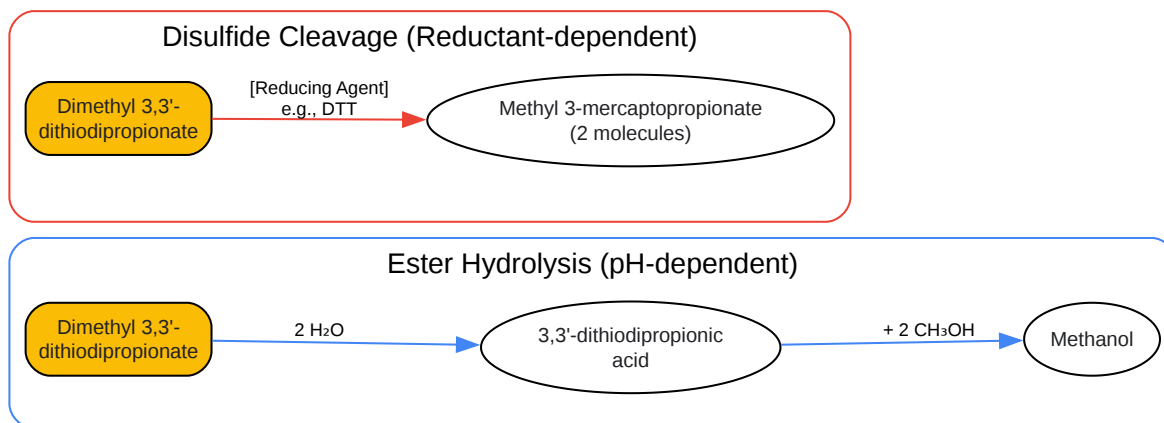 Disulfide Cleavage (Reductant-dependent)
Dimethyl 3,3'-
dithiodipropionate
[Reducing Agent]
e.g., DTT
Methyl 3-mercaptopropionate
(2 molecules)
Ester Hydrolysis (pH-dependent)
Dimethyl 3,3'-
dithiodipropionate
2 H₂O
3,3'-dithiodipropionic
acid
+ 2 CH₃OH
Methanol